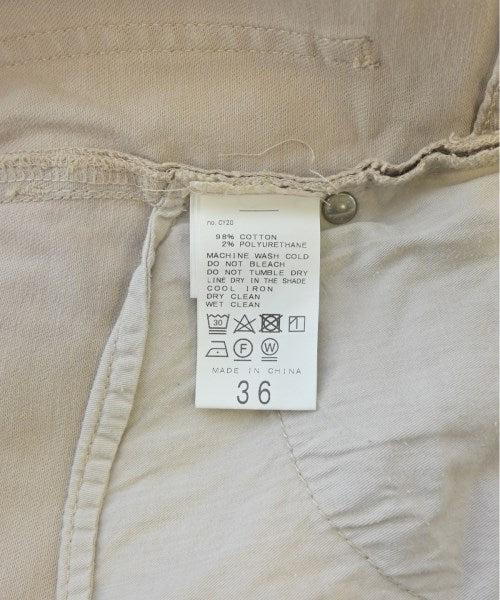 no. CY20
98% COTTON
2% POLYURETHANE
MACHINE WASH COLD
DO NOT BLEACH
DO NOT TUMBLE DRY
LINE DRY IN THE SHADE
COOL IRON
DRY CLEAN
WET CLEAN
30
F W
MADE IN CHINA
36